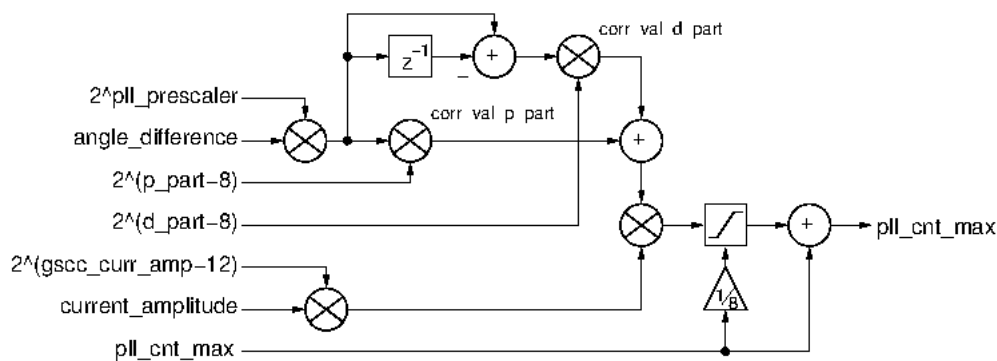 corr val d part
z⁻¹
+
−
2^pll_prescaler
corr val p part
angle_difference
+
2^(p_part−8)
2^(d_part−8)
+
pll_cnt_max
2^(gscc_curr_amp−12)
1/8
current_amplitude
pll_cnt_max